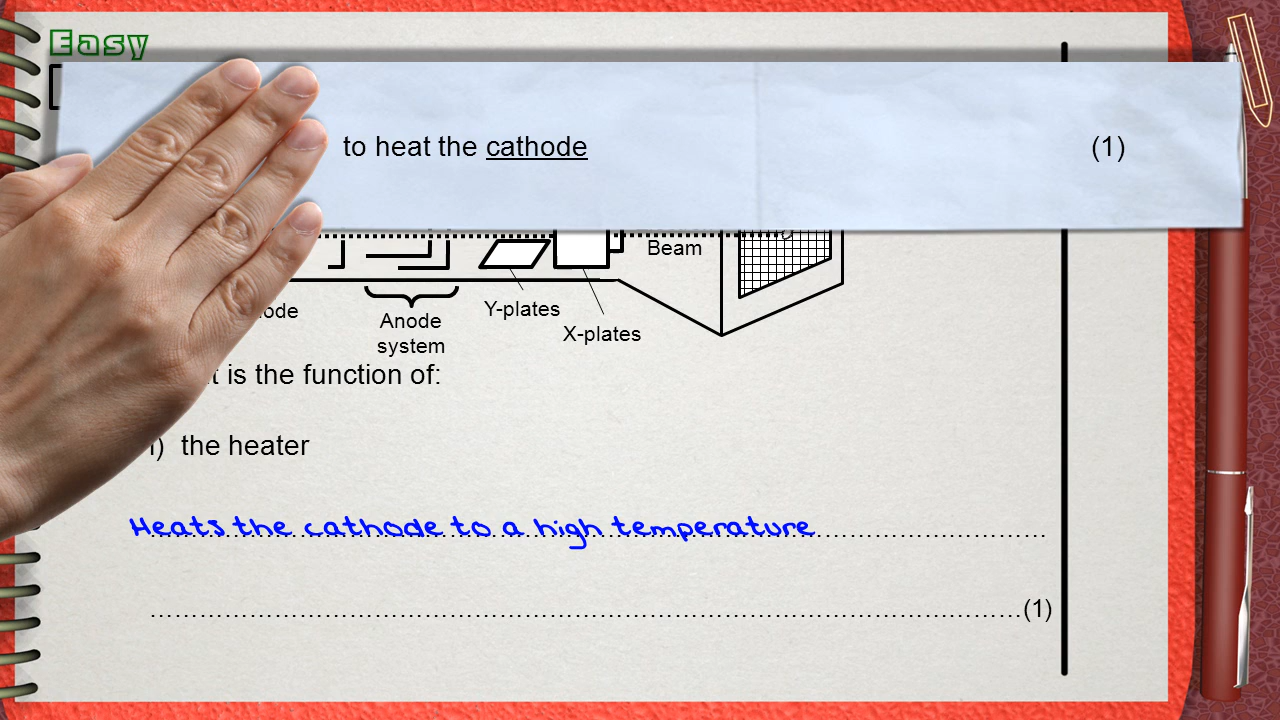 Easy
to heat the cathode (1)
Beam
Y-plates
Anode
system
X-plates
is the function of:
the heater
Heats the cathode to a high temperature
(1)